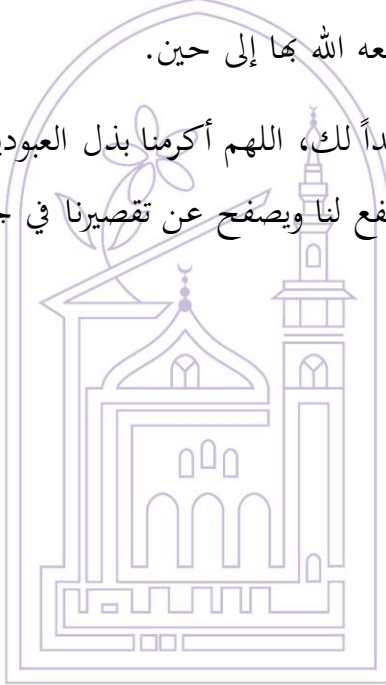 الله بها إلى حين.
لك، اللهم أكرمنا بذل
لنا ويصفح عن تقصيرنا في